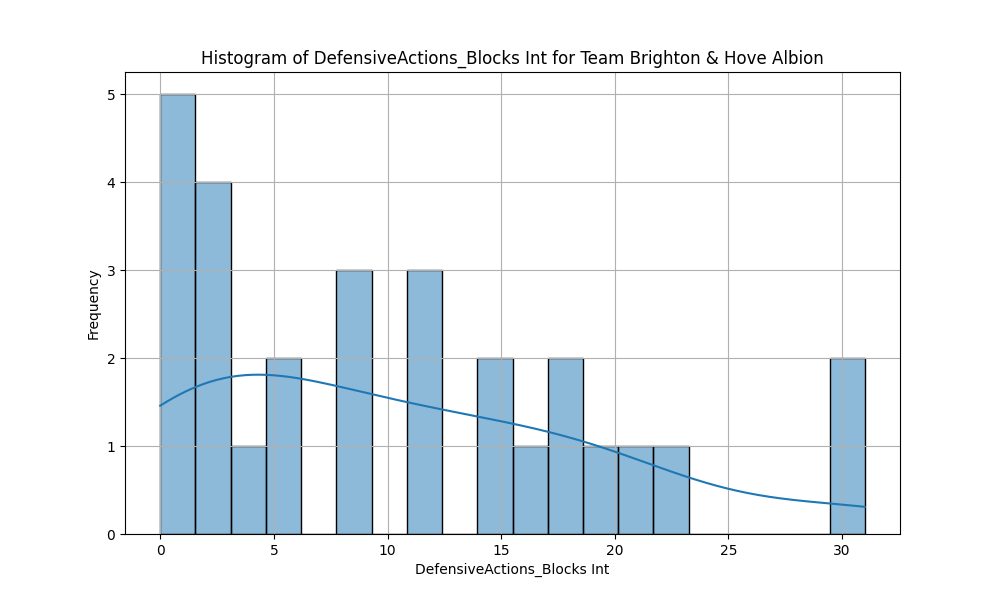 Histogram of DefensiveActions_Blocks Int for Team Brighton & Hove Albion
5
4
3
2
1
0
Frequency
0 5 10 15 20 25 30
DefensiveActions_Blocks Int